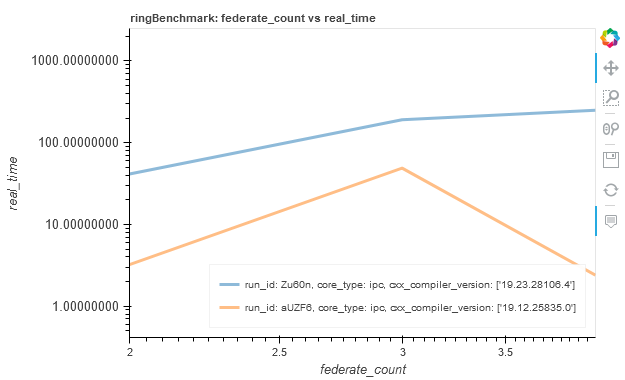 ringBenchmark: federate_count vs real_time
1000.00000000
100.00000000
10.00000000
1.00000000
real_time
run_id: Zu60n, core_type: ipc, cxx_compiler_version: ['19.23.28106.4']
run_id: aUZF6, core_type: ipc, cxx_compiler_version: ['19.12.25835.0']
2
2.5
3
3.5
federate_count